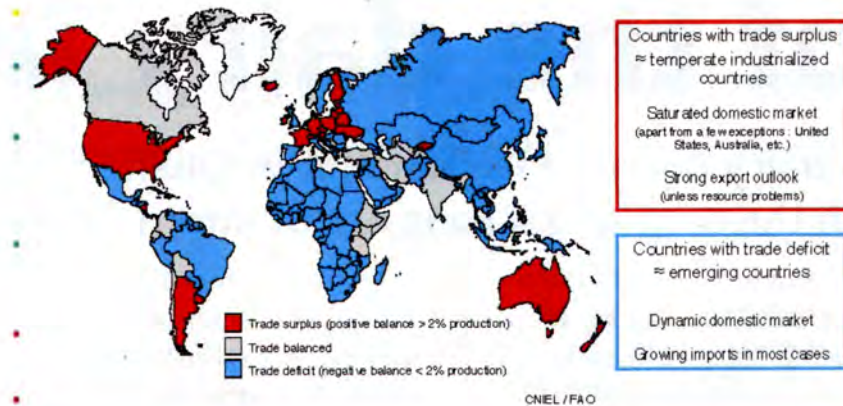 Countries with trade surplus
≈ temperate industrialized
countries
Saturated domestic market
(apart from a few exceptions : United
States, Australia, etc.)
Strong export outlook
(unless resource problems)
Countries with trade deficit
≈ emerging countries
Dynamic domestic market
Growing imports in most cases
Trade surplus (positive balance > 2% production)
Trade balanced
Trade deficit (negative balance < 2% production)
CNIEL / FAO